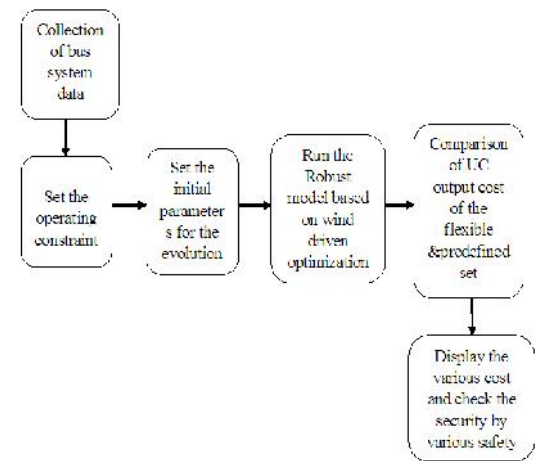 Collection
of bus
system
data
Set the
operating
constraint
Set the
initial
parameter
s for the
evolution
Run the
Robust
model based
on wind
driven
optimization
Comparison
of UC
output cost
of the
flexible
&predefined
set
Display the
various cost
and check the
security by
various safety